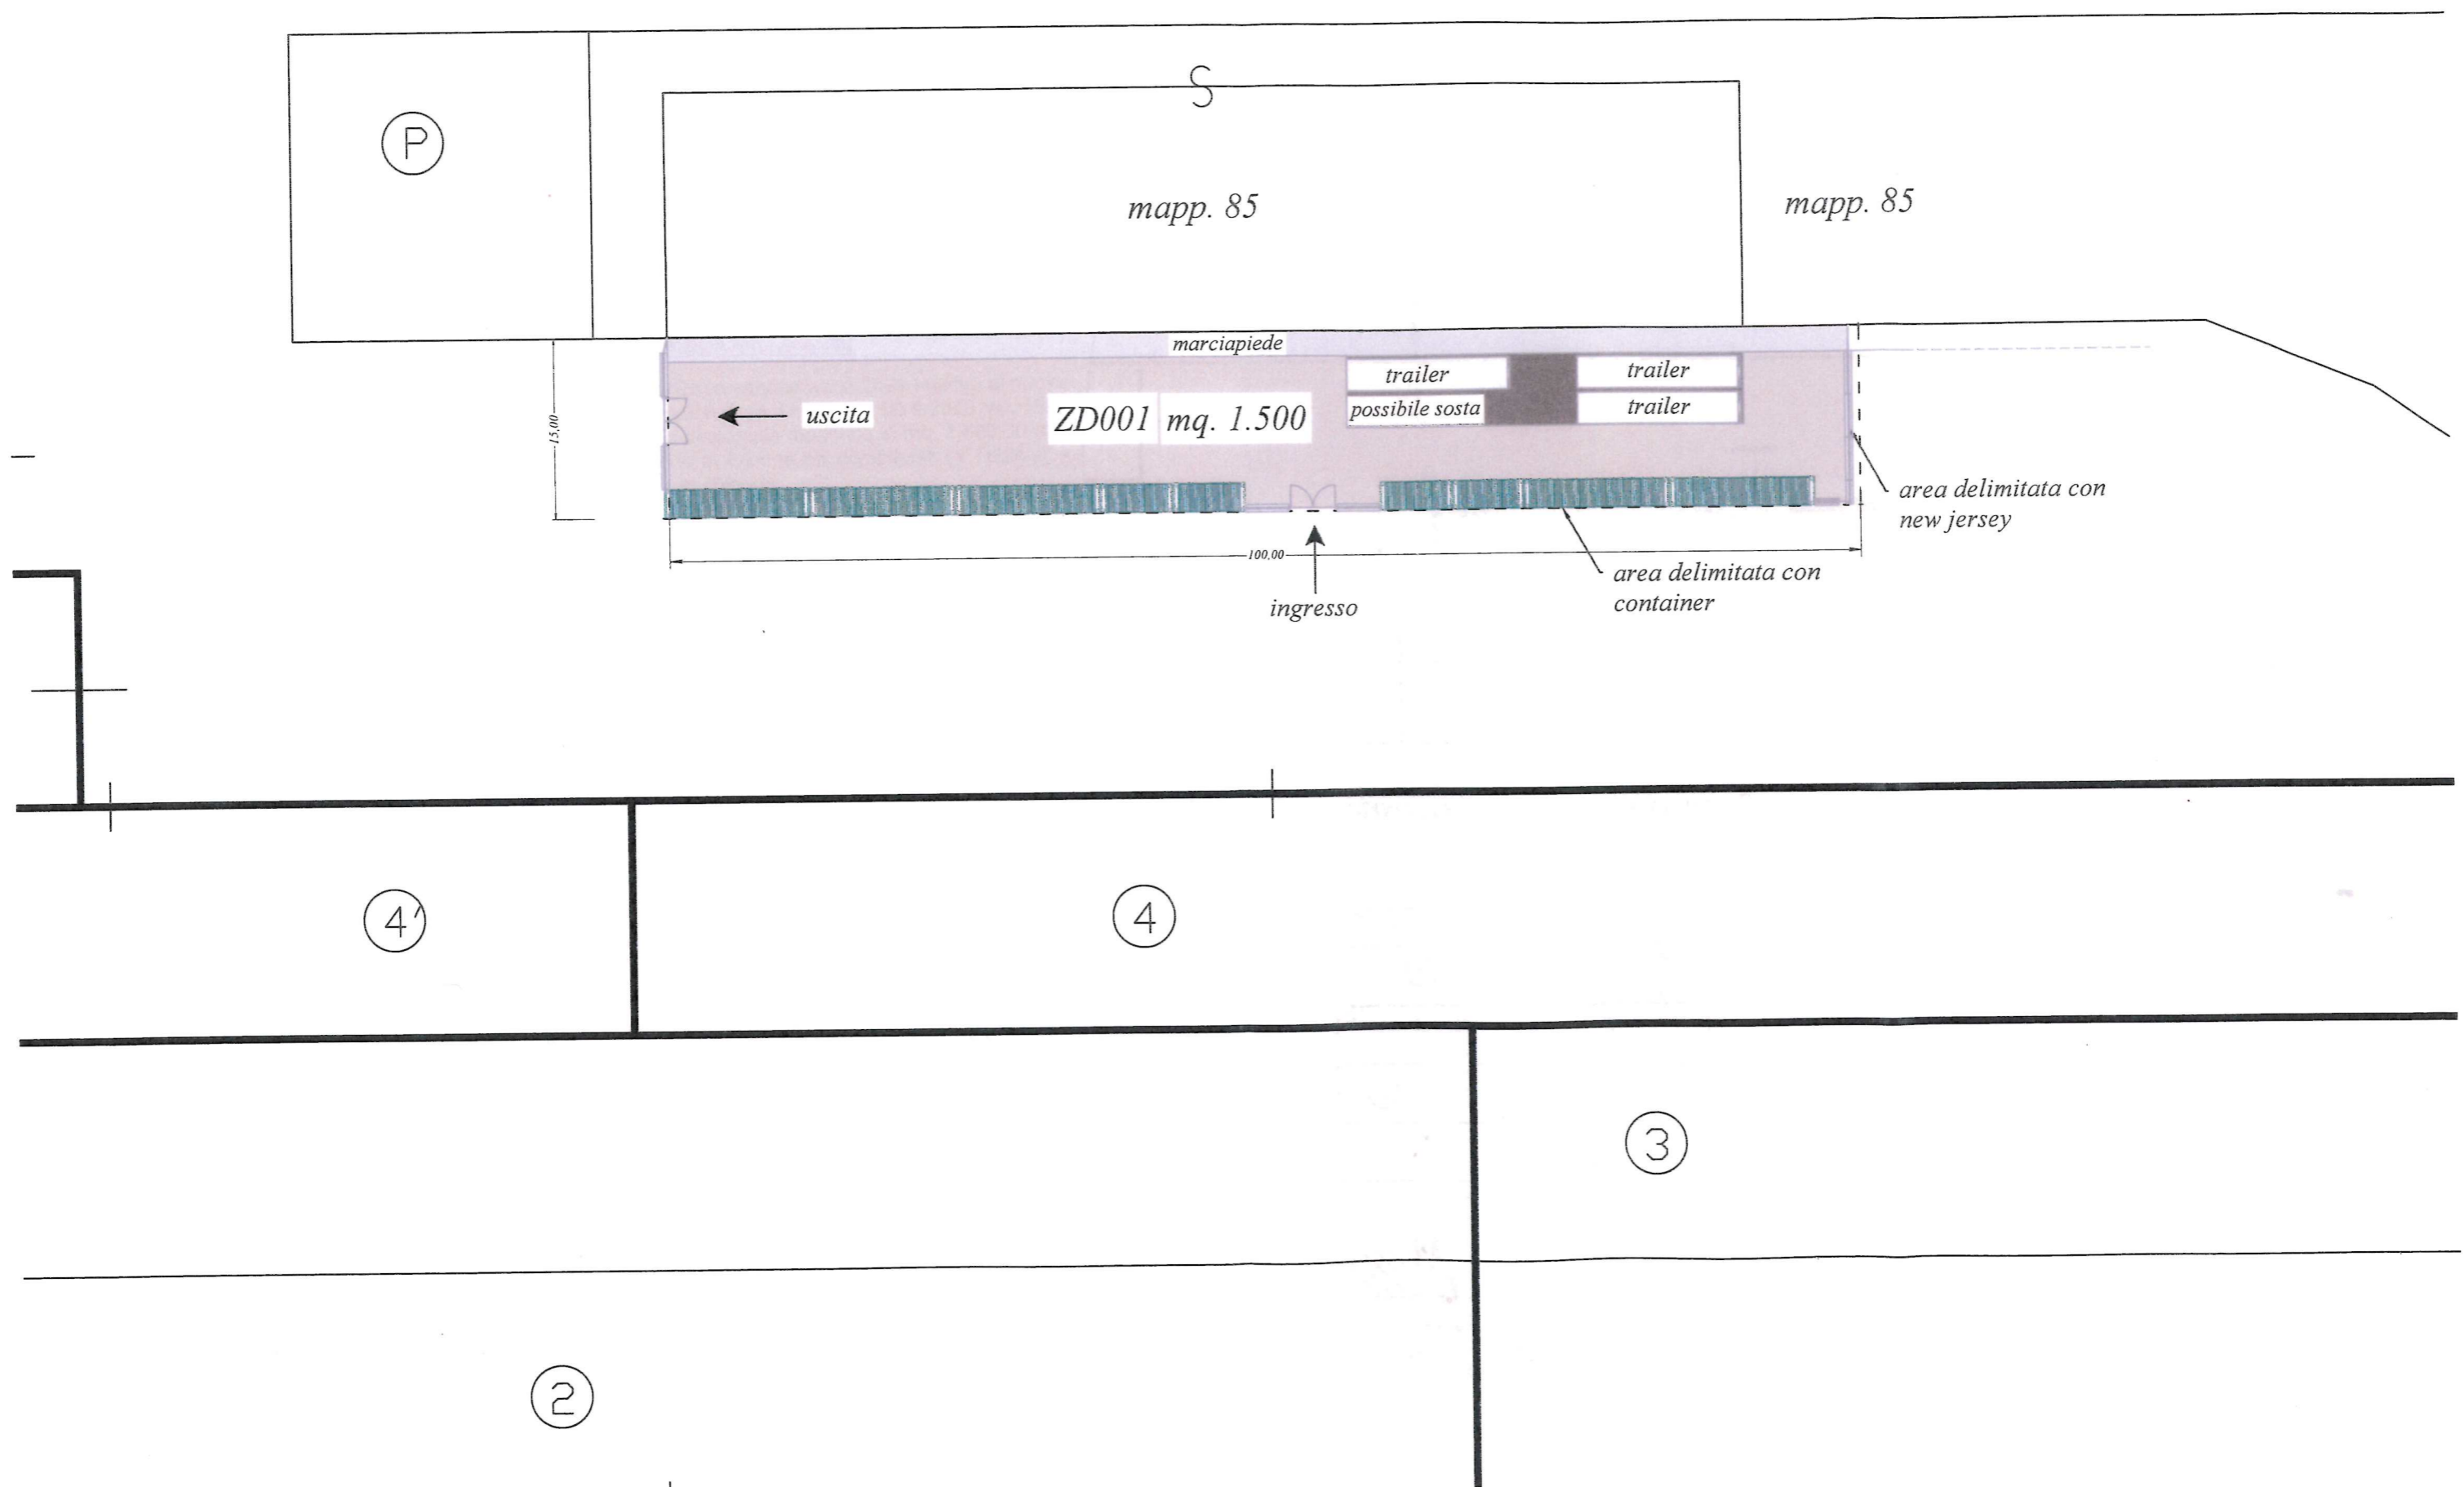 S
P
mapp. 85
mapp. 85
marciapiede
trailer
trailer
possibile sosta
trailer
uscita
ZD001
mq. 1.500
15,00
area delimitata con
new jersey
100,00
area delimitata con
container
ingresso
4'
4
3
2